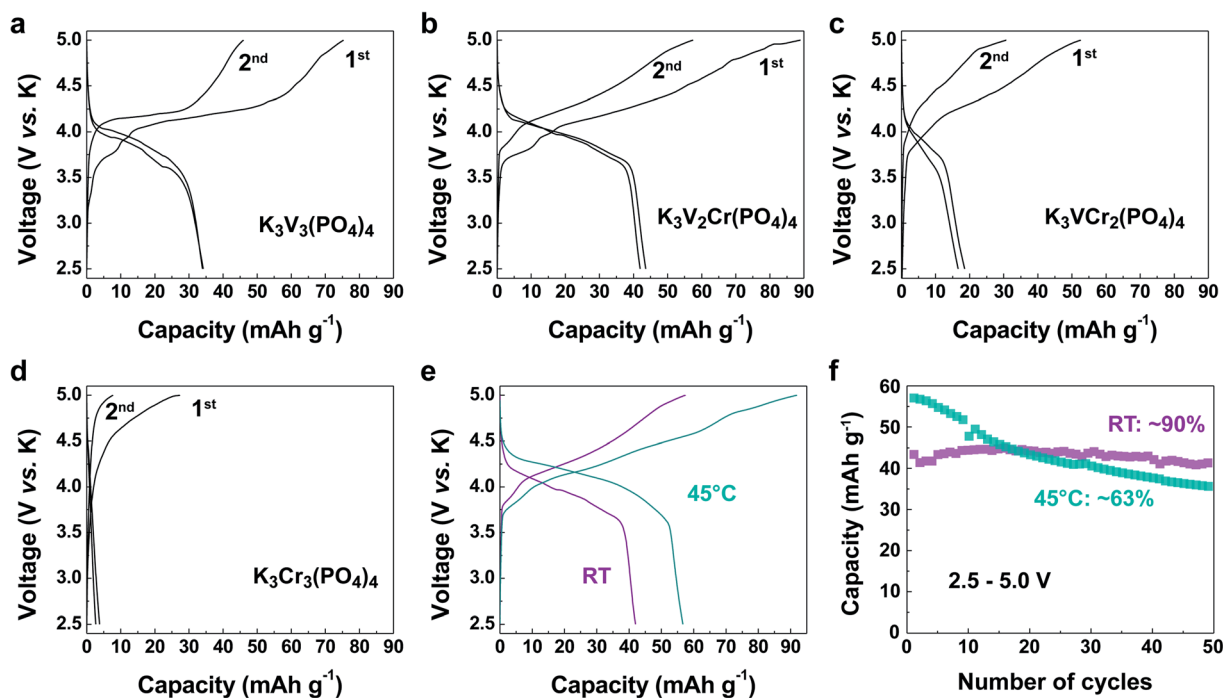 a
5.0
4.5
4.0
3.5
3.0
2.5
Voltage (V vs. K)
2nd
1st
K3V3(PO4)4
0 10 20 30 40 50 60 70 80 90
Capacity (mAh g-1)
b
5.0
4.5
4.0
3.5
3.0
2.5
Voltage (V vs. K)
2nd
1st
K3V2Cr(PO4)4
0 10 20 30 40 50 60 70 80 90
Capacity (mAh g-1)
c
5.0
4.5
4.0
3.5
3.0
2.5
Voltage (V vs. K)
2nd
1st
K3VCr2(PO4)4
0 10 20 30 40 50 60 70 80 90
Capacity (mAh g-1)
d
5.0
4.5
4.0
3.5
3.0
2.5
Voltage (V vs. K)
2nd
1st
K3Cr3(PO4)4
0 10 20 30 40 50 60 70 80 90
Capacity (mAh g-1)
e
5.0
4.5
4.0
3.5
3.0
2.5
Voltage (V vs. K)
45°C
RT
0 10 20 30 40 50 60 70 80 90
Capacity (mAh g-1)
f
60
50
40
30
20
10
0
Capacity (mAh g-1)
RT: ~90%
45°C: ~63%
2.5 - 5.0 V
0 10 20 30 40 50
Number of cycles